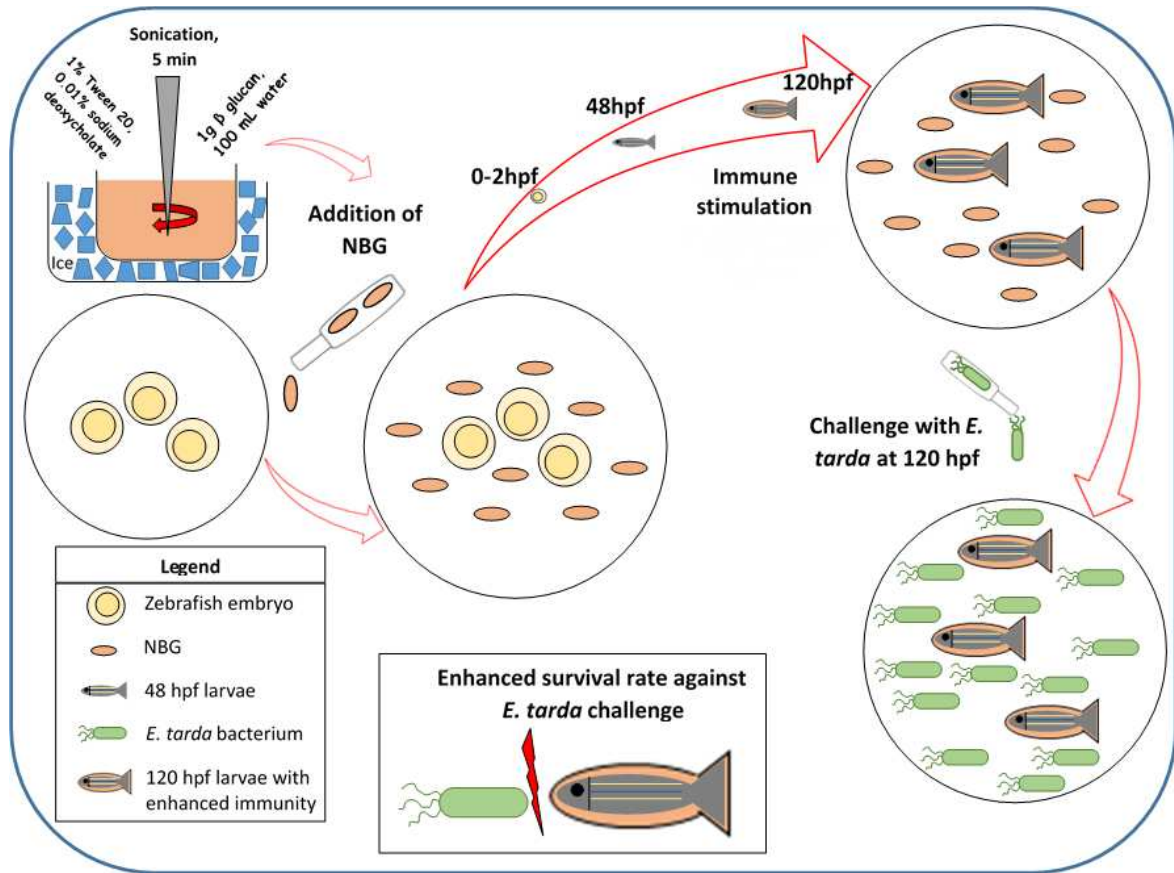 Sonication,
5 min
1% Tween 20,
0.01% sodium
deoxycholate
1g β glucan,
100 mL water
Ice
Addition of
NBG
0-2hpf
48hpf
120hpf
Immune
stimulation
Challenge with E.
tarda at 120 hpf
Legend
Zebrafish embryo
NBG
48 hpf larvae
E. tarda bacterium
120 hpf larvae with
enhanced immunity
Enhanced survival rate against
E. tarda challenge